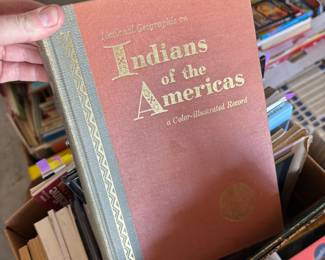 National Geographic on
Indians
of the
Americas
a Color-Illustrated Record